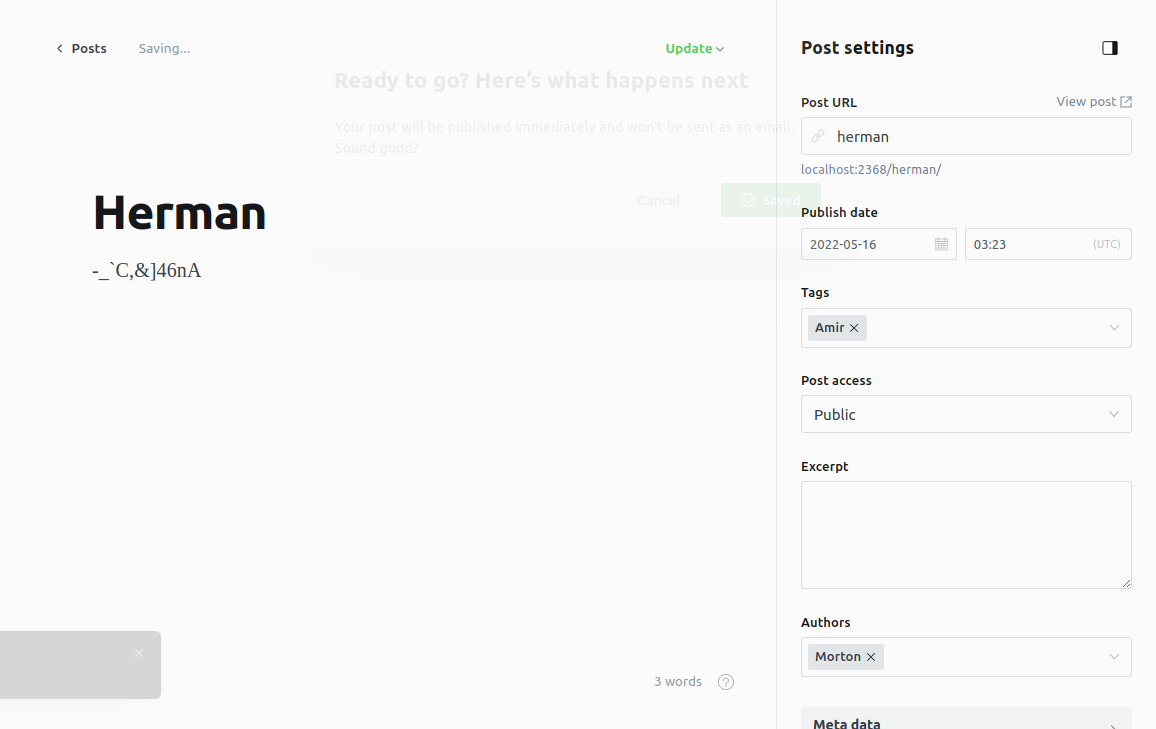 Posts
Saving...
Update
Ready to go? Here's what happens next
Your post will be published immediately and won't be sent as an email.
Sound good?
Cancel
Saved
Herman
-_`C,&]46nA
3 words
?
Post settings
Post URL
View post
herman
localhost:2368/herman/
Publish date
2022-05-16
03:23
(UTC)
Tags
Amir
Post access
Public
Excerpt
Authors
Morton
Meta data